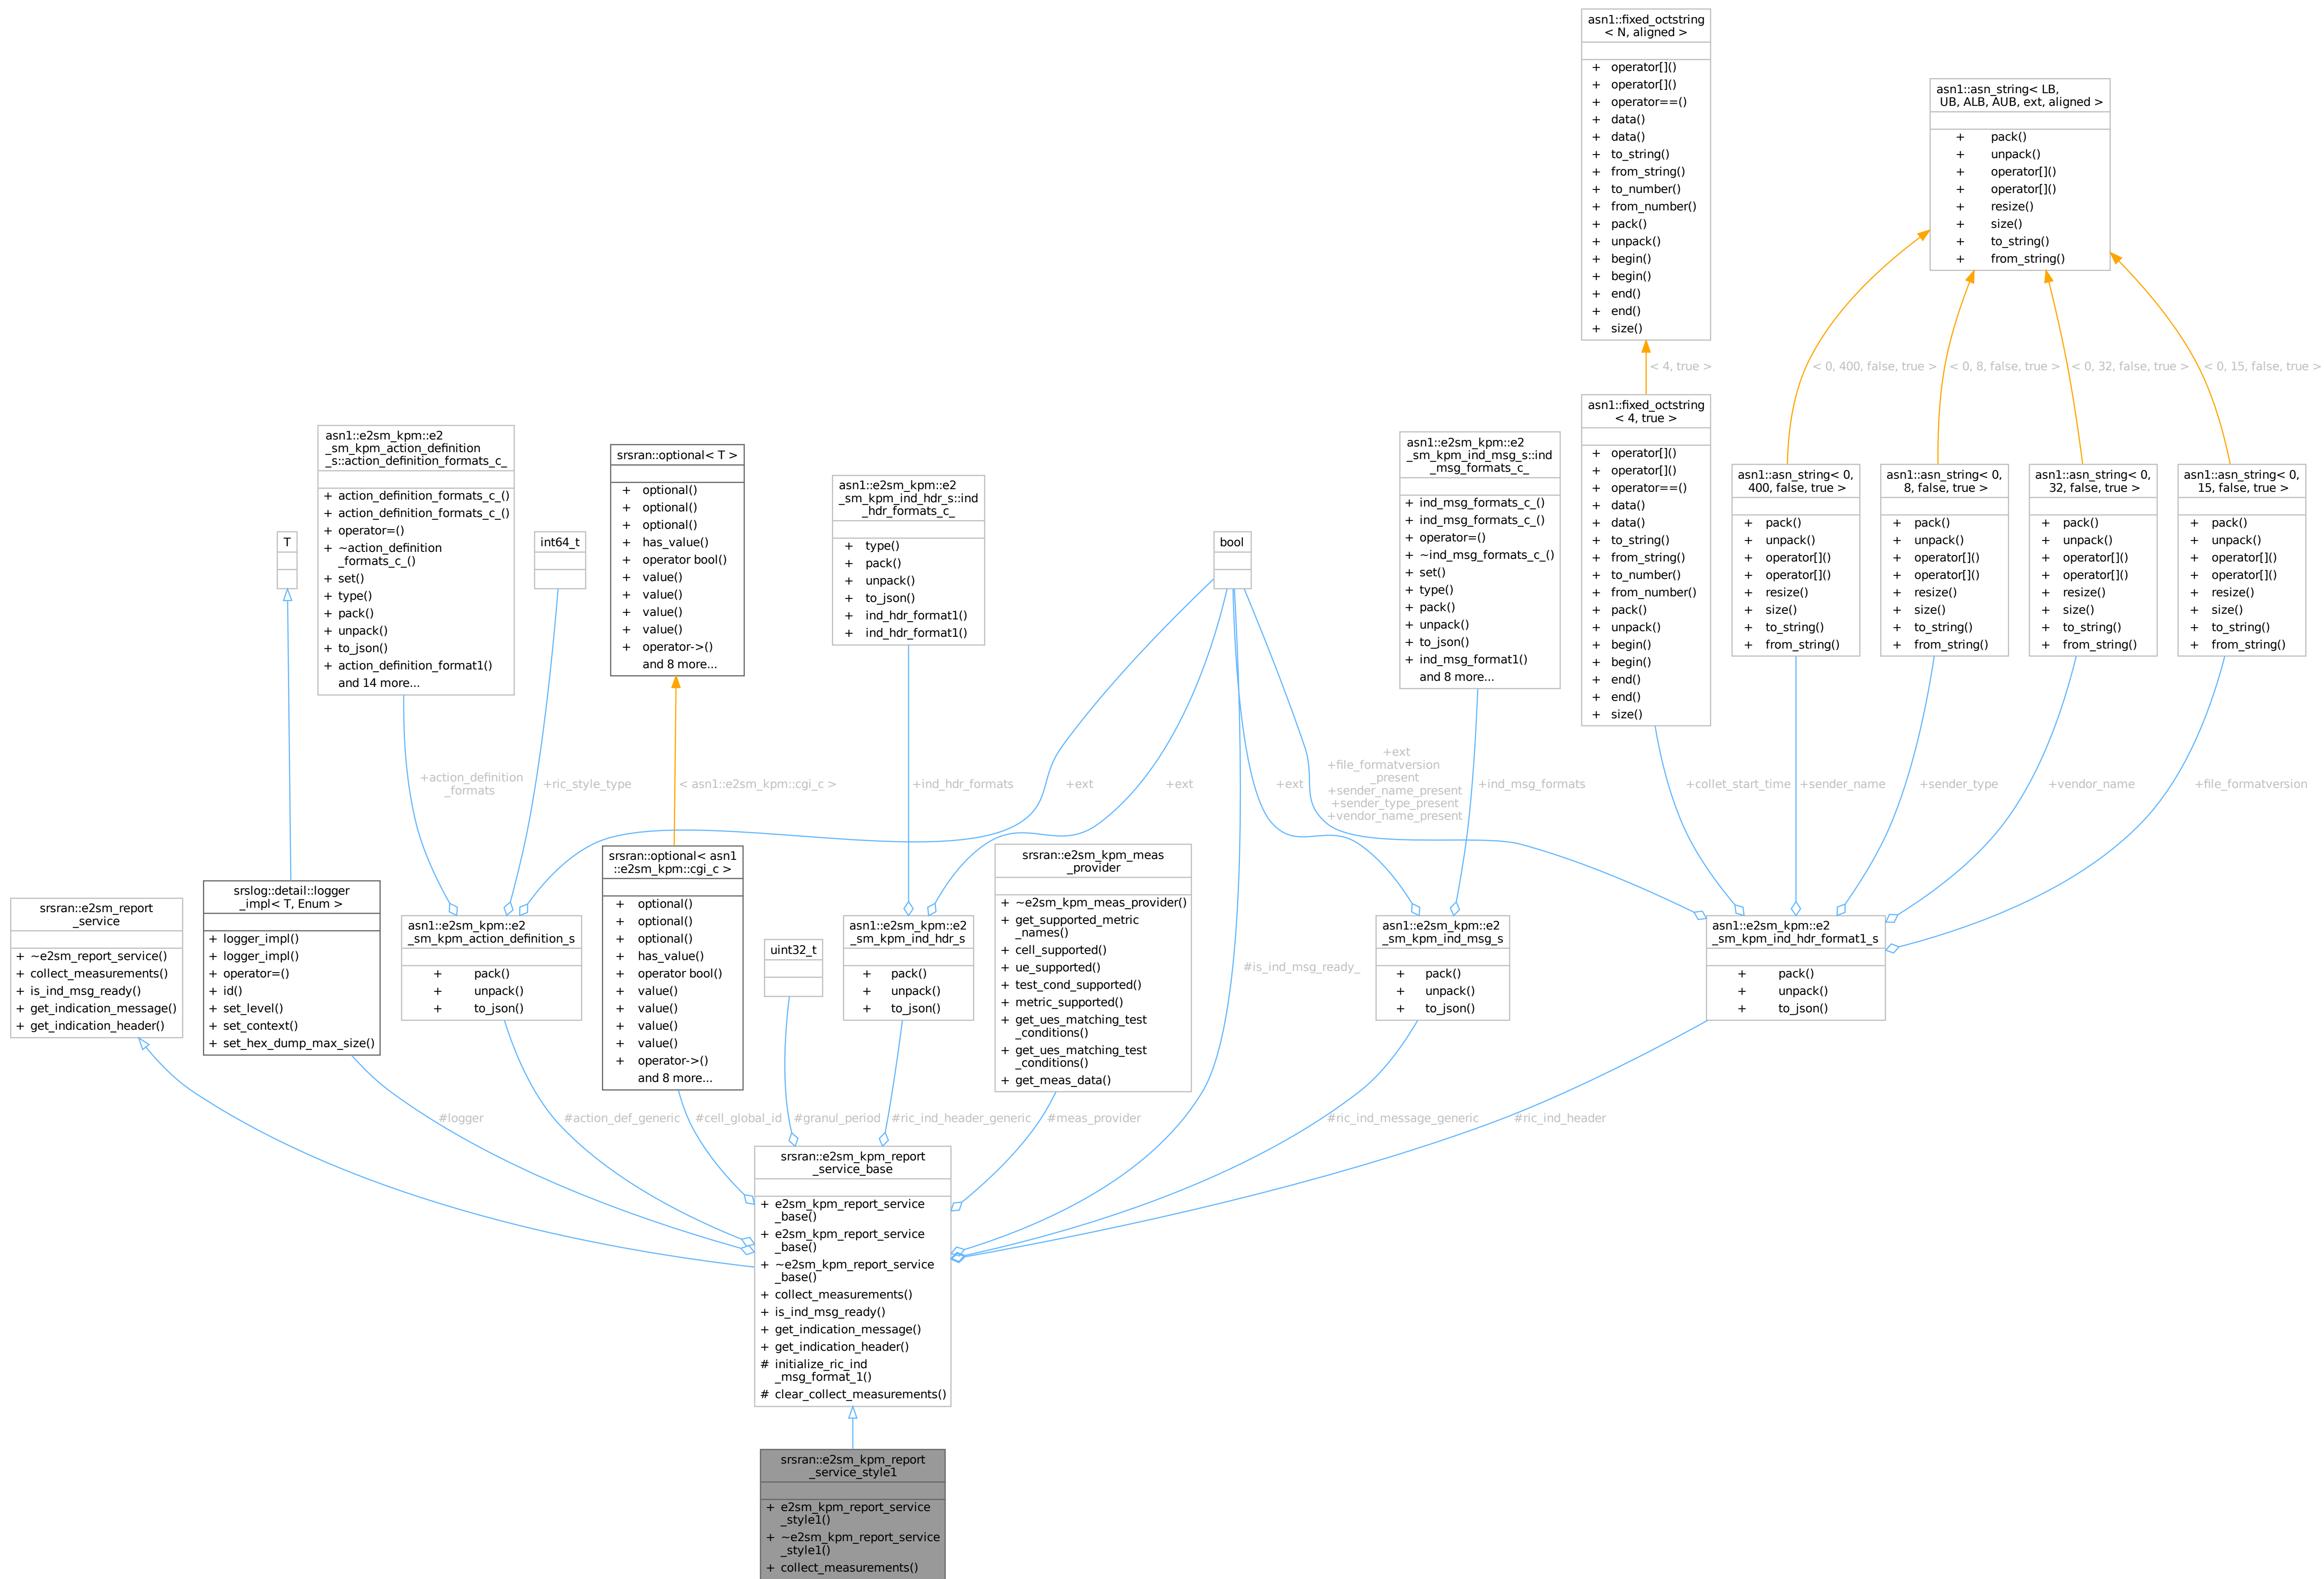 asn1::fixed_octstring
< N, aligned >
+ operator[]()
+ operator[]()
+ operator==()
+ data()
+ data()
+ to_string()
+ from_string()
+ to_number()
+ from_number()
+ pack()
+ unpack()
+ begin()
+ begin()
+ end()
+ end()
+ size()
asn1::asn_string< LB,
UB, ALB, AUB, ext, aligned >
+ pack()
+ unpack()
+ operator[]()
+ operator[]()
+ resize()
+ size()
+ to_string()
+ from_string()
< 4, true >
< 0, 400, false, true >
< 0, 8, false, true >
< 0, 32, false, true >
< 0, 15, false, true >
T
asn1::e2sm_kpm::e2
_sm_kpm_action_definition
_s::action_definition_formats_c_
+ action_definition_formats_c_()
+ action_definition_formats_c_()
+ operator=()
+ ~action_definition
_formats_c_()
+ set()
+ type()
+ pack()
+ unpack()
+ to_json()
+ action_definition_format1()
and 14 more...
int64_t
srsran::optional< T >
+ optional()
+ optional()
+ optional()
+ has_value()
+ operator bool()
+ value()
+ value()
+ value()
+ value()
+ operator->()
and 8 more...
asn1::e2sm_kpm::e2
_sm_kpm_ind_hdr_s::ind
_hdr_formats_c_
+ type()
+ pack()
+ unpack()
+ to_json()
+ ind_hdr_format1()
+ ind_hdr_format1()
bool
asn1::e2sm_kpm::e2
_sm_kpm_ind_msg_s::ind
_msg_formats_c_
+ ind_msg_formats_c_()
+ ind_msg_formats_c_()
+ operator=()
+ ~ind_msg_formats_c_()
+ set()
+ type()
+ pack()
+ unpack()
+ to_json()
+ ind_msg_format1()
and 8 more...
asn1::fixed_octstring
< 4, true >
+ operator[]()
+ operator[]()
+ operator==()
+ data()
+ data()
+ to_string()
+ from_string()
+ to_number()
+ from_number()
+ pack()
+ unpack()
+ begin()
+ begin()
+ end()
+ end()
+ size()
asn1::asn_string< 0,
400, false, true >
+ pack()
+ unpack()
+ operator[]()
+ operator[]()
+ resize()
+ size()
+ to_string()
+ from_string()
asn1::asn_string< 0,
8, false, true >
+ pack()
+ unpack()
+ operator[]()
+ operator[]()
+ resize()
+ size()
+ to_string()
+ from_string()
asn1::asn_string< 0,
32, false, true >
+ pack()
+ unpack()
+ operator[]()
+ operator[]()
+ resize()
+ size()
+ to_string()
+ from_string()
asn1::asn_string< 0,
15, false, true >
+ pack()
+ unpack()
+ operator[]()
+ operator[]()
+ resize()
+ size()
+ to_string()
+ from_string()
+action_definition
_formats
+ric_style_type
< asn1::e2sm_kpm::cgi_c >
+ind_hdr_formats
+ext
+ext
+ext
+ext
+file_formatversion
_present
+sender_name_present
+sender_type_present
+vendor_name_present
+ind_msg_formats
+collet_start_time
+sender_name
+sender_type
+vendor_name
+file_formatversion
srsran::e2sm_report
_service
+ ~e2sm_report_service()
+ collect_measurements()
+ is_ind_msg_ready()
+ get_indication_message()
+ get_indication_header()
srslog::detail::logger
_impl< T, Enum >
+ logger_impl()
+ logger_impl()
+ operator=()
+ id()
+ set_level()
+ set_context()
+ set_hex_dump_max_size()
asn1::e2sm_kpm::e2
_sm_kpm_action_definition_s
+ pack()
+ unpack()
+ to_json()
srsran::optional< asn1
::e2sm_kpm::cgi_c >
+ optional()
+ optional()
+ optional()
+ has_value()
+ operator bool()
+ value()
+ value()
+ value()
+ value()
+ operator->()
and 8 more...
uint32_t
asn1::e2sm_kpm::e2
_sm_kpm_ind_hdr_s
+ pack()
+ unpack()
+ to_json()
srsran::e2sm_kpm_meas
_provider
+ ~e2sm_kpm_meas_provider()
+ get_supported_metric
_names()
+ cell_supported()
+ ue_supported()
+ test_cond_supported()
+ metric_supported()
+ get_ues_matching_test
_conditions()
+ get_ues_matching_test
_conditions()
+ get_meas_data()
#is_ind_msg_ready_
asn1::e2sm_kpm::e2
_sm_kpm_ind_msg_s
+ pack()
+ unpack()
+ to_json()
asn1::e2sm_kpm::e2
_sm_kpm_ind_hdr_format1_s
+ pack()
+ unpack()
+ to_json()
#logger
#action_def_generic
#cell_global_id
#granul_period
#ric_ind_header_generic
#meas_provider
#ric_ind_message_generic
#ric_ind_header
srsran::e2sm_kpm_report
_service_base
+ e2sm_kpm_report_service
_base()
+ e2sm_kpm_report_service
_base()
+ ~e2sm_kpm_report_service
_base()
+ collect_measurements()
+ is_ind_msg_ready()
+ get_indication_message()
+ get_indication_header()
# initialize_ric_ind
_msg_format_1()
# clear_collect_measurements()
srsran::e2sm_kpm_report
_service_style1
+ e2sm_kpm_report_service
_style1()
+ ~e2sm_kpm_report_service
_style1()
+ collect_measurements()